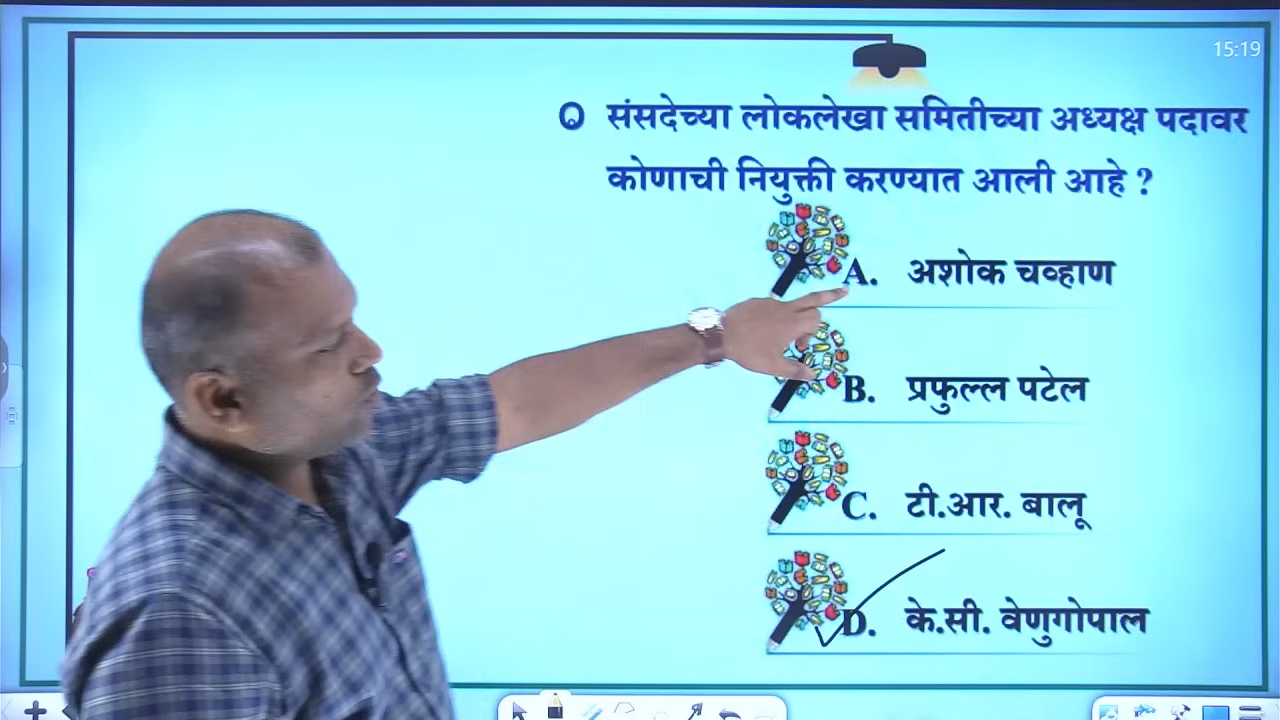 15:19
Q संसदेच्या लोकलेखा समितीच्या अध्यक्ष पदावर
कोणाची नियुक्ती करण्यात आली आहे ?
A. अशोक चव्हाण
B. प्रफुल्ल पटेल
C. टी.आर. बालू
D. के.सी. वेणुगोपाल